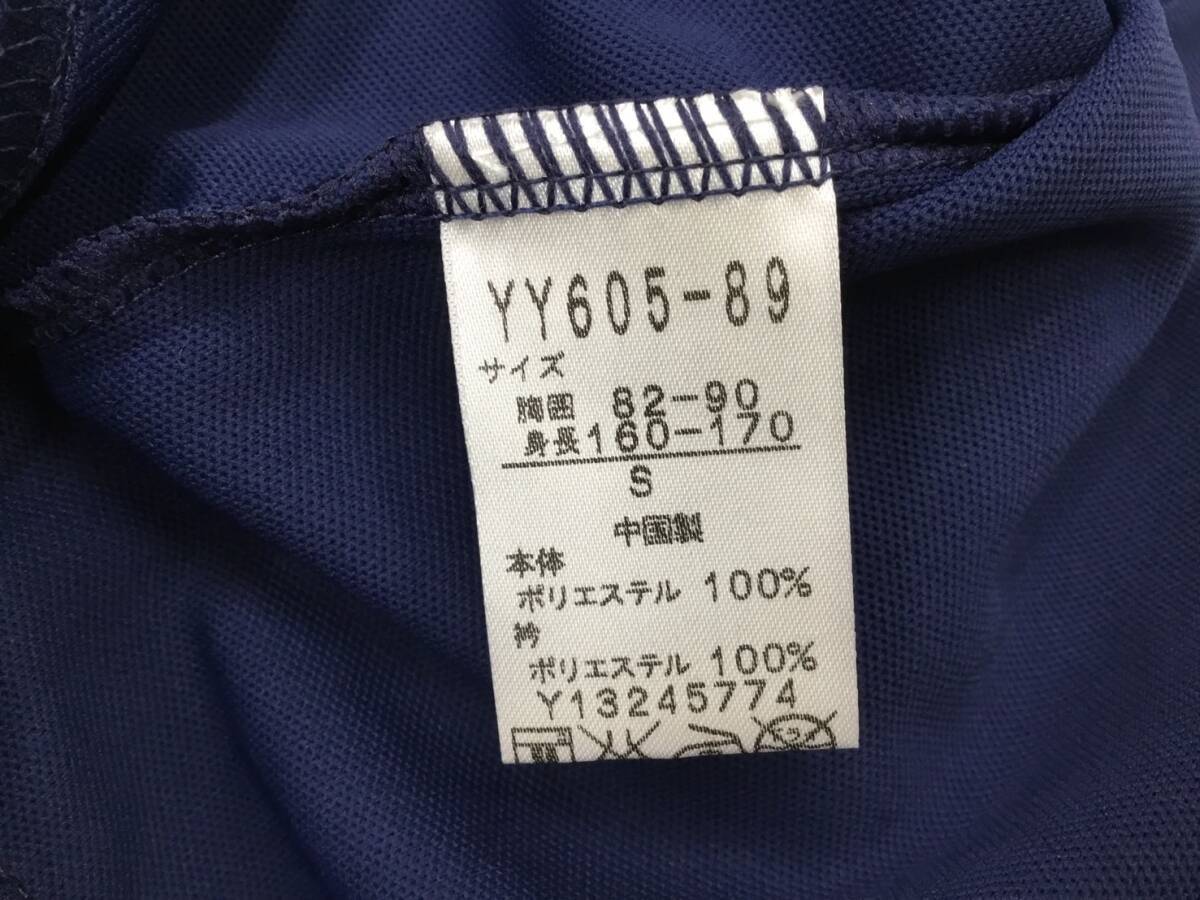 YY605-89
サイズ
胸囲 82-90
身長160-170
S
中国製
本体
ポリエステル 100%
衿
ポリエステル 100%
Y13245774